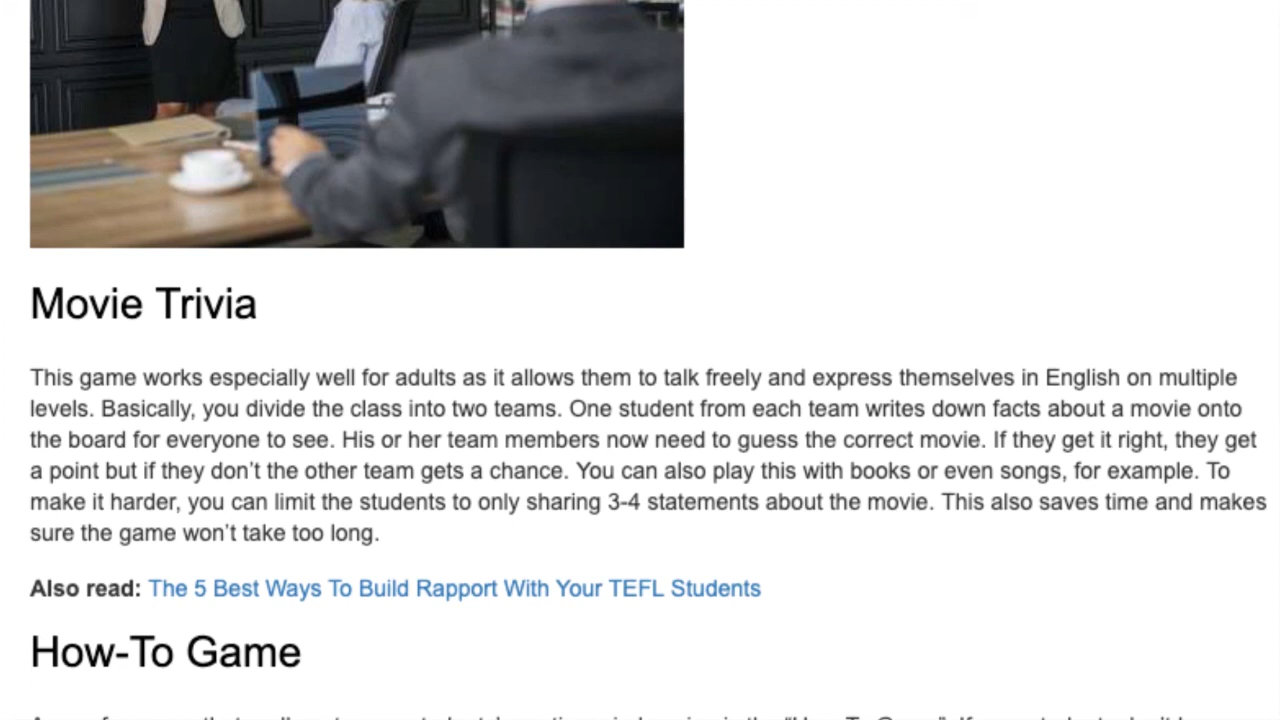 Movie Trivia
This game works especially well for adults as it allows them to talk freely and express themselves in English on multiple
levels. Basically, you divide the class into two teams. One student from each team writes down facts about a movie onto
the board for everyone to see. His or her team members now need to guess the correct movie. If they get it right, they get
a point but if they don’t the other team gets a chance. You can also play this with books or even songs, for example. To
make it harder, you can limit the students to only sharing 3-4 statements about the movie. This also saves time and makes
sure the game won’t take too long.
Also read: The 5 Best Ways To Build Rapport With Your TEFL Students
How-To Game